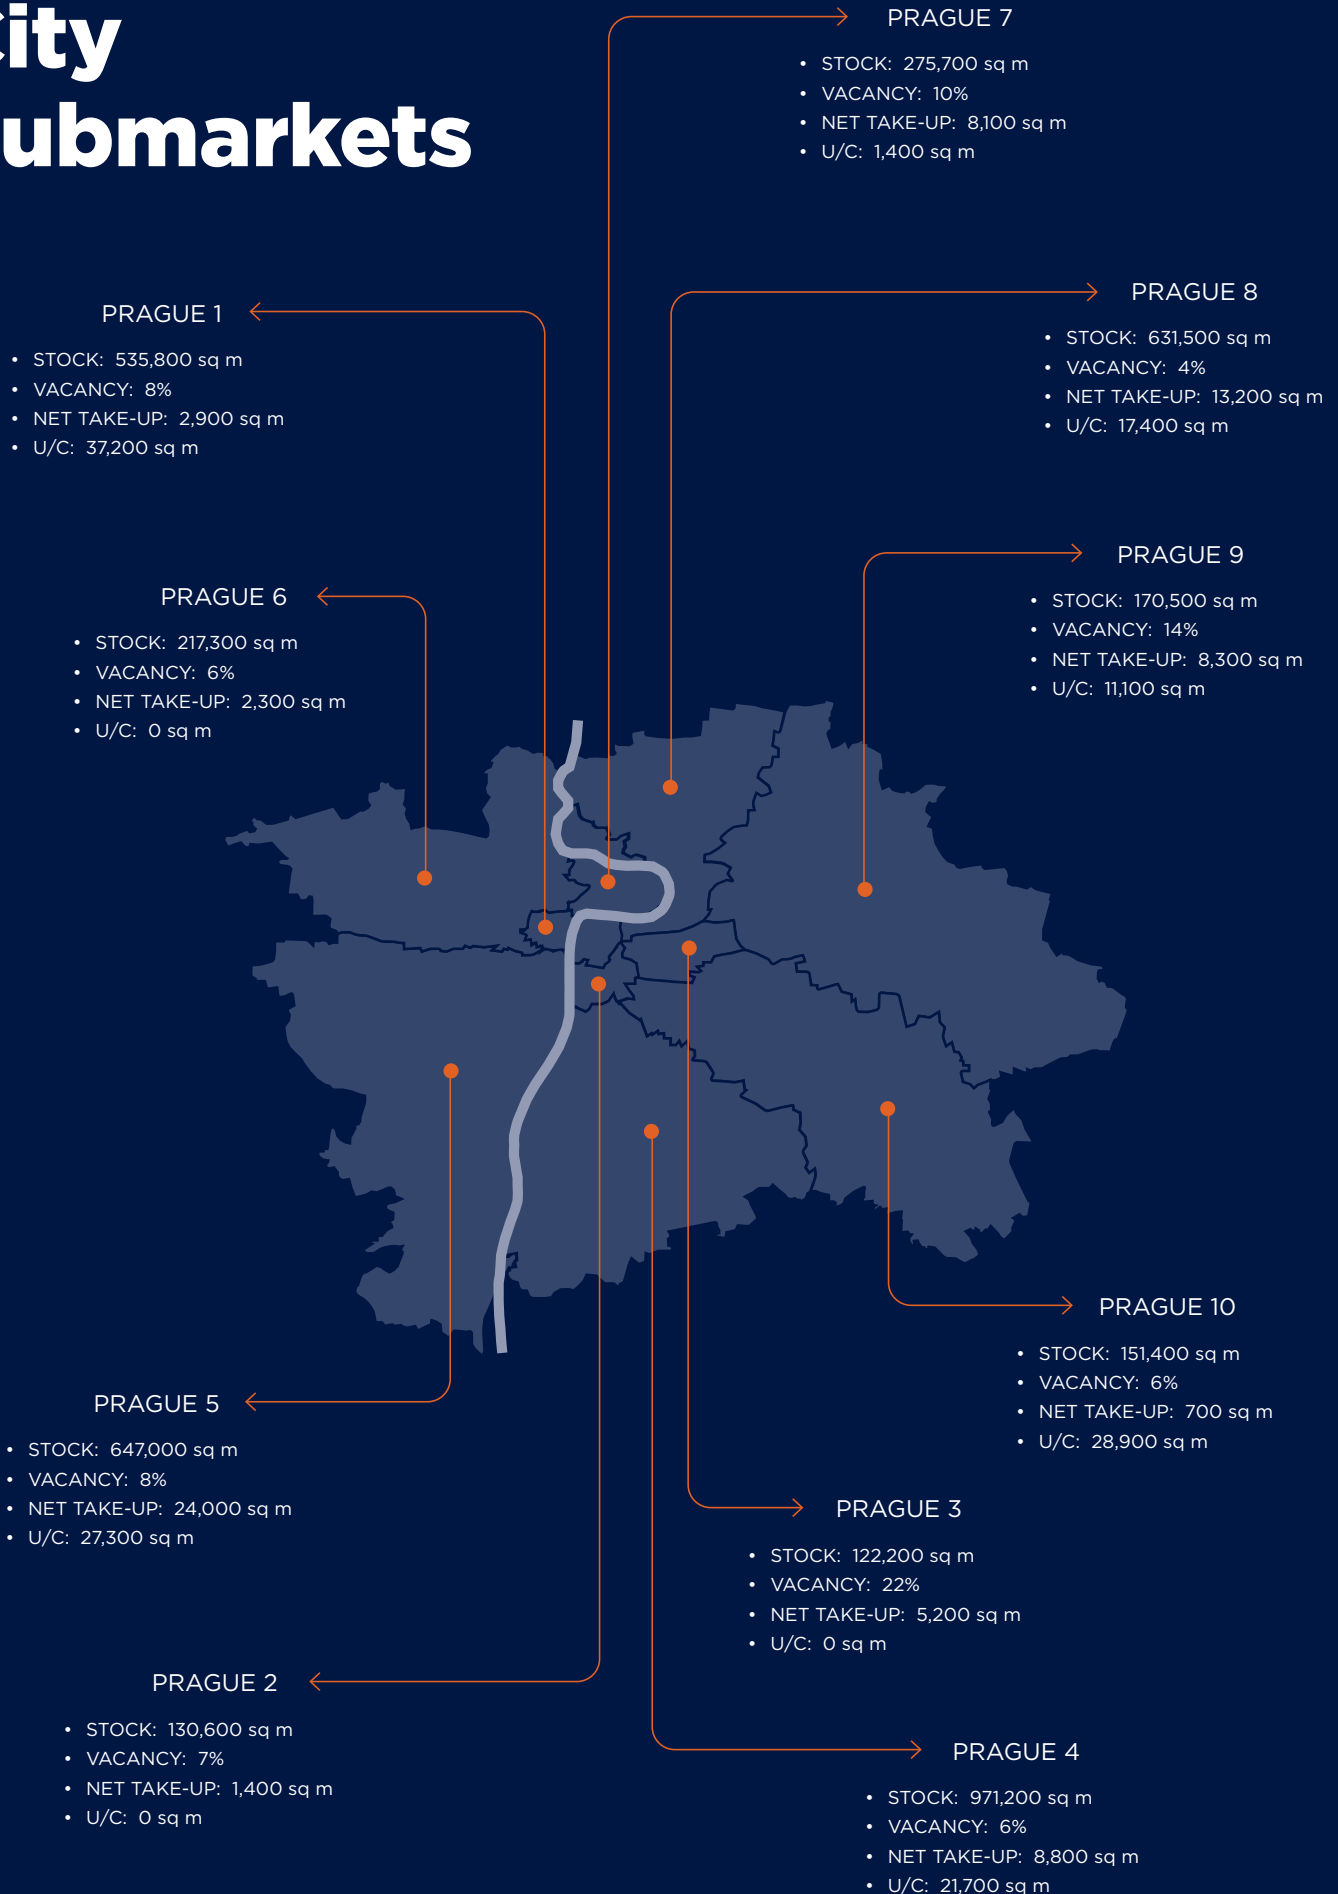 ity
ubmarkets
PRAGUE 7
• STOCK: 275,700 sq m
• VACANCY: 10%
• NET TAKE-UP: 8,100 sq m
• U/C: 1,400 sq m
PRAGUE 8
• STOCK: 631,500 sq m
• VACANCY: 4%
• NET TAKE-UP: 13,200 sq m
• U/C: 17,400 sq m
PRAGUE 1
• STOCK: 535,800 sq m
• VACANCY: 8%
• NET TAKE-UP: 2,900 sq m
• U/C: 37,200 sq m
PRAGUE 9
• STOCK: 170,500 sq m
• VACANCY: 14%
• NET TAKE-UP: 8,300 sq m
• U/C: 11,100 sq m
PRAGUE 6
• STOCK: 217,300 sq m
• VACANCY: 6%
• NET TAKE-UP: 2,300 sq m
• U/C: 0 sq m
PRAGUE 10
• STOCK: 151,400 sq m
• VACANCY: 6%
• NET TAKE-UP: 700 sq m
• U/C: 28,900 sq m
PRAGUE 5
• STOCK: 647,000 sq m
• VACANCY: 8%
• NET TAKE-UP: 24,000 sq m
• U/C: 27,300 sq m
PRAGUE 3
• STOCK: 122,200 sq m
• VACANCY: 22%
• NET TAKE-UP: 5,200 sq m
• U/C: 0 sq m
PRAGUE 2
• STOCK: 130,600 sq m
• VACANCY: 7%
• NET TAKE-UP: 1,400 sq m
• U/C: 0 sq m
PRAGUE 4
• STOCK: 971,200 sq m
• VACANCY: 6%
• NET TAKE-UP: 8,800 sq m
• U/C: 21,700 sq m